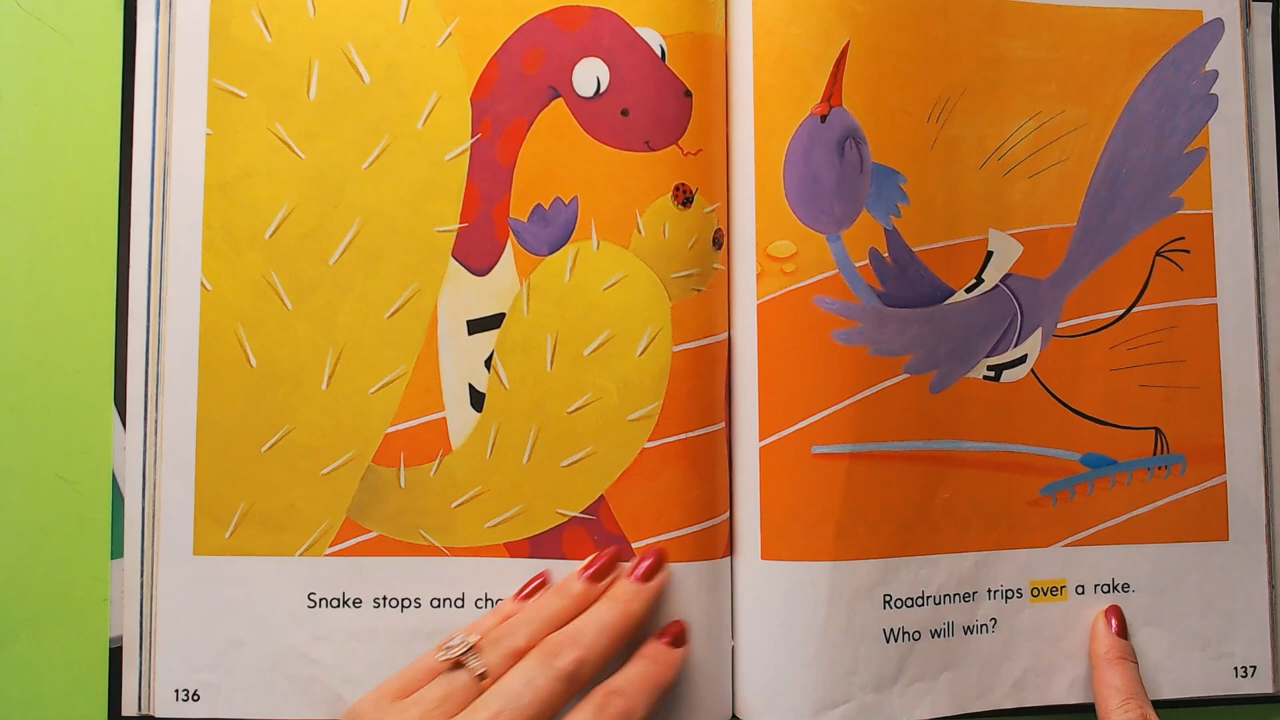 Snake stops and
136
Roadrunner trips over a rake.
Who will win?
137